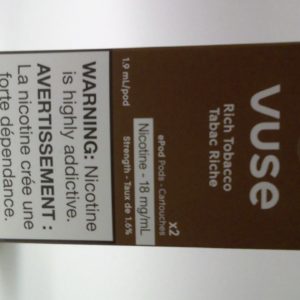 vuse
Rich Tobacco
Tabac Riche
x2
ePod Pods - Cartouches
Nicotine - 18 mg/mL
Strength - Taux de 1.6%
1.9 mL/pod
WARNING: Nicotine
is highly addictive.
AVERTISSEMENT :
La nicotine crée une
forte dépendance.